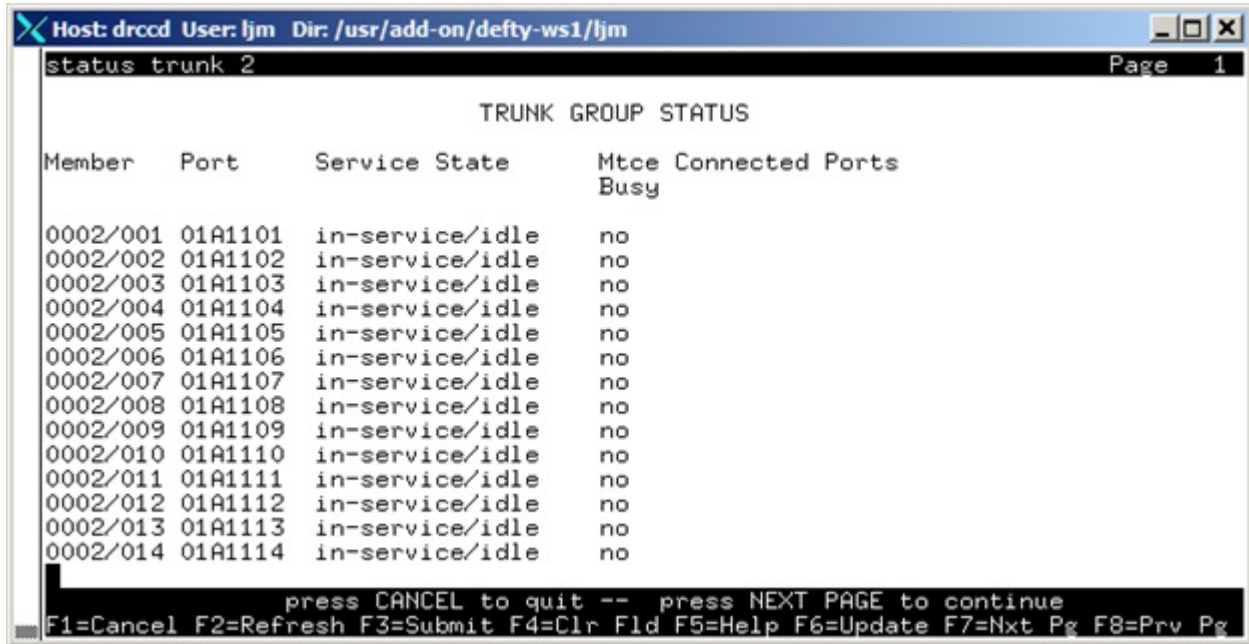 Host: drccd User: ljm Dir: /usr/add-on/defty-ws1/ljm
status trunk 2 Page 1
TRUNK GROUP STATUS
Member Port Service State Mtce Connected Ports
Busy
0002/001 01A1101 in-service/idle no
0002/002 01A1102 in-service/idle no
0002/003 01A1103 in-service/idle no
0002/004 01A1104 in-service/idle no
0002/005 01A1105 in-service/idle no
0002/006 01A1106 in-service/idle no
0002/007 01A1107 in-service/idle no
0002/008 01A1108 in-service/idle no
0002/009 01A1109 in-service/idle no
0002/010 01A1110 in-service/idle no
0002/011 01A1111 in-service/idle no
0002/012 01A1112 in-service/idle no
0002/013 01A1113 in-service/idle no
0002/014 01A1114 in-service/idle no
press CANCEL to quit -- press NEXT PAGE to continue
F1=Cancel F2=Refresh F3=Submit F4=Clr Fld F5=Help F6=Update F7=Nxt Pg F8=Prv Pg